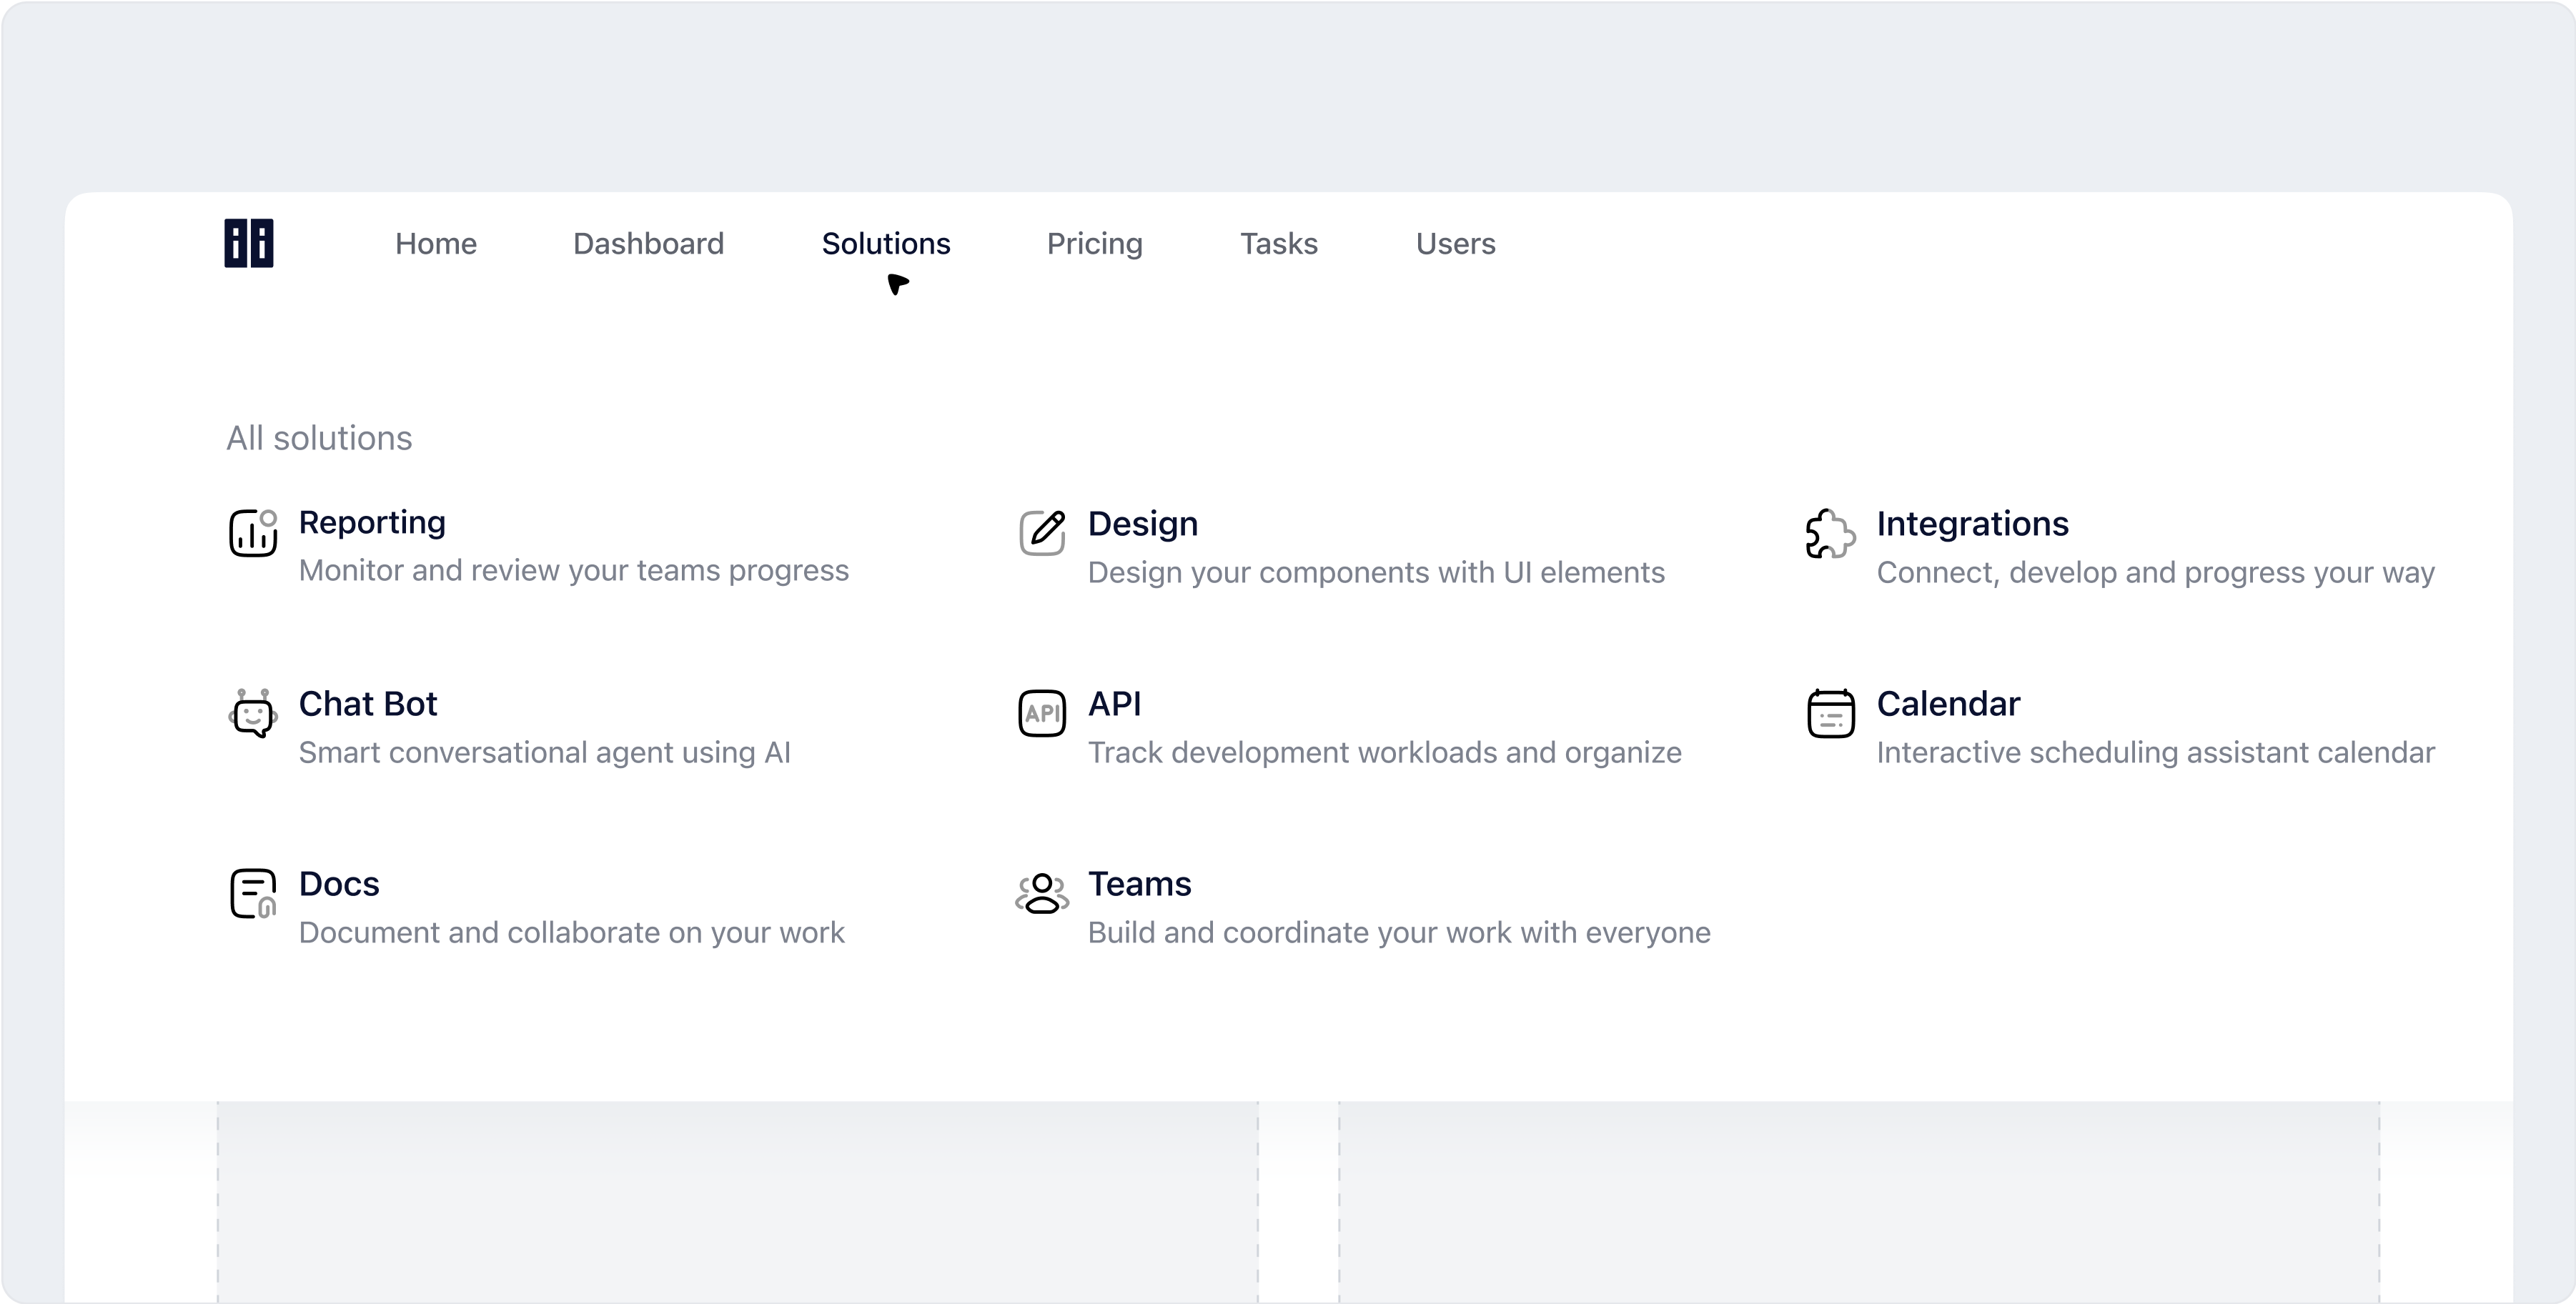 Home Dashboard Solutions Pricing Tasks Users
All solutions
Reporting
Monitor and review your teams progress
Design
Design your components with UI elements
Integrations
Connect, develop and progress your way
Chat Bot
Smart conversational agent using AI
API
API
Track development workloads and organize
Calendar
Interactive scheduling assistant calendar
Docs
Document and collaborate on your work
Teams
Build and coordinate your work with everyone